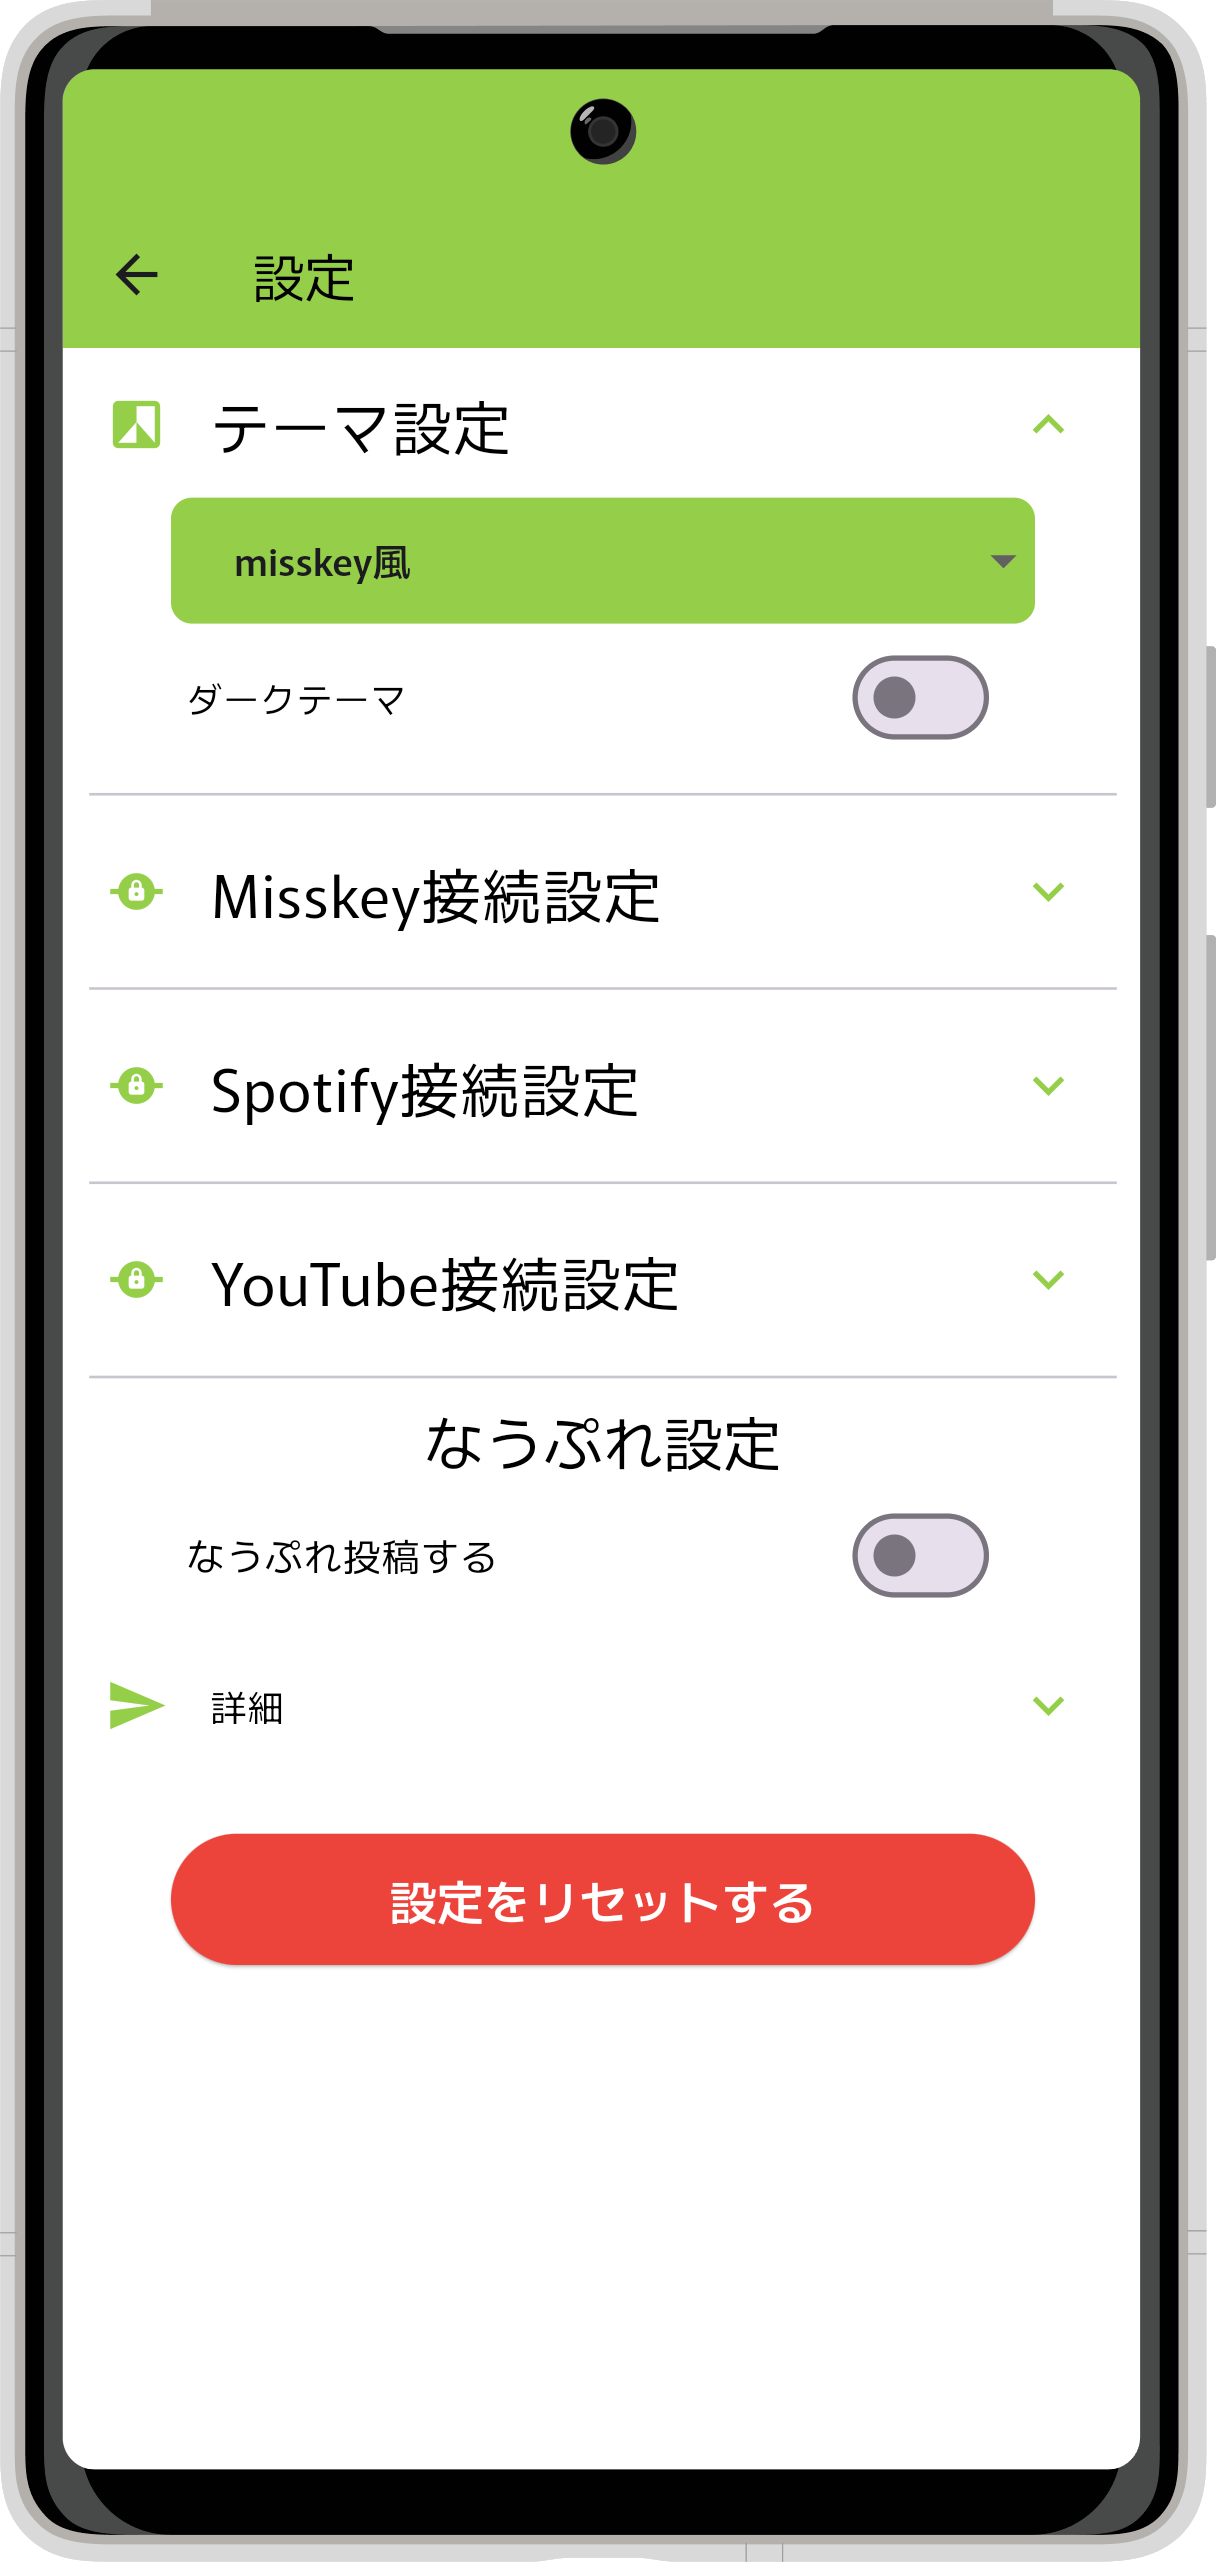 設定
テーマ設定
misskey風
ダークテーマ
Misskey接続設定
Spotify接続設定
YouTube接続設定
なうぷれ設定
なうぷれ投稿する
詳細
設定をリセットする